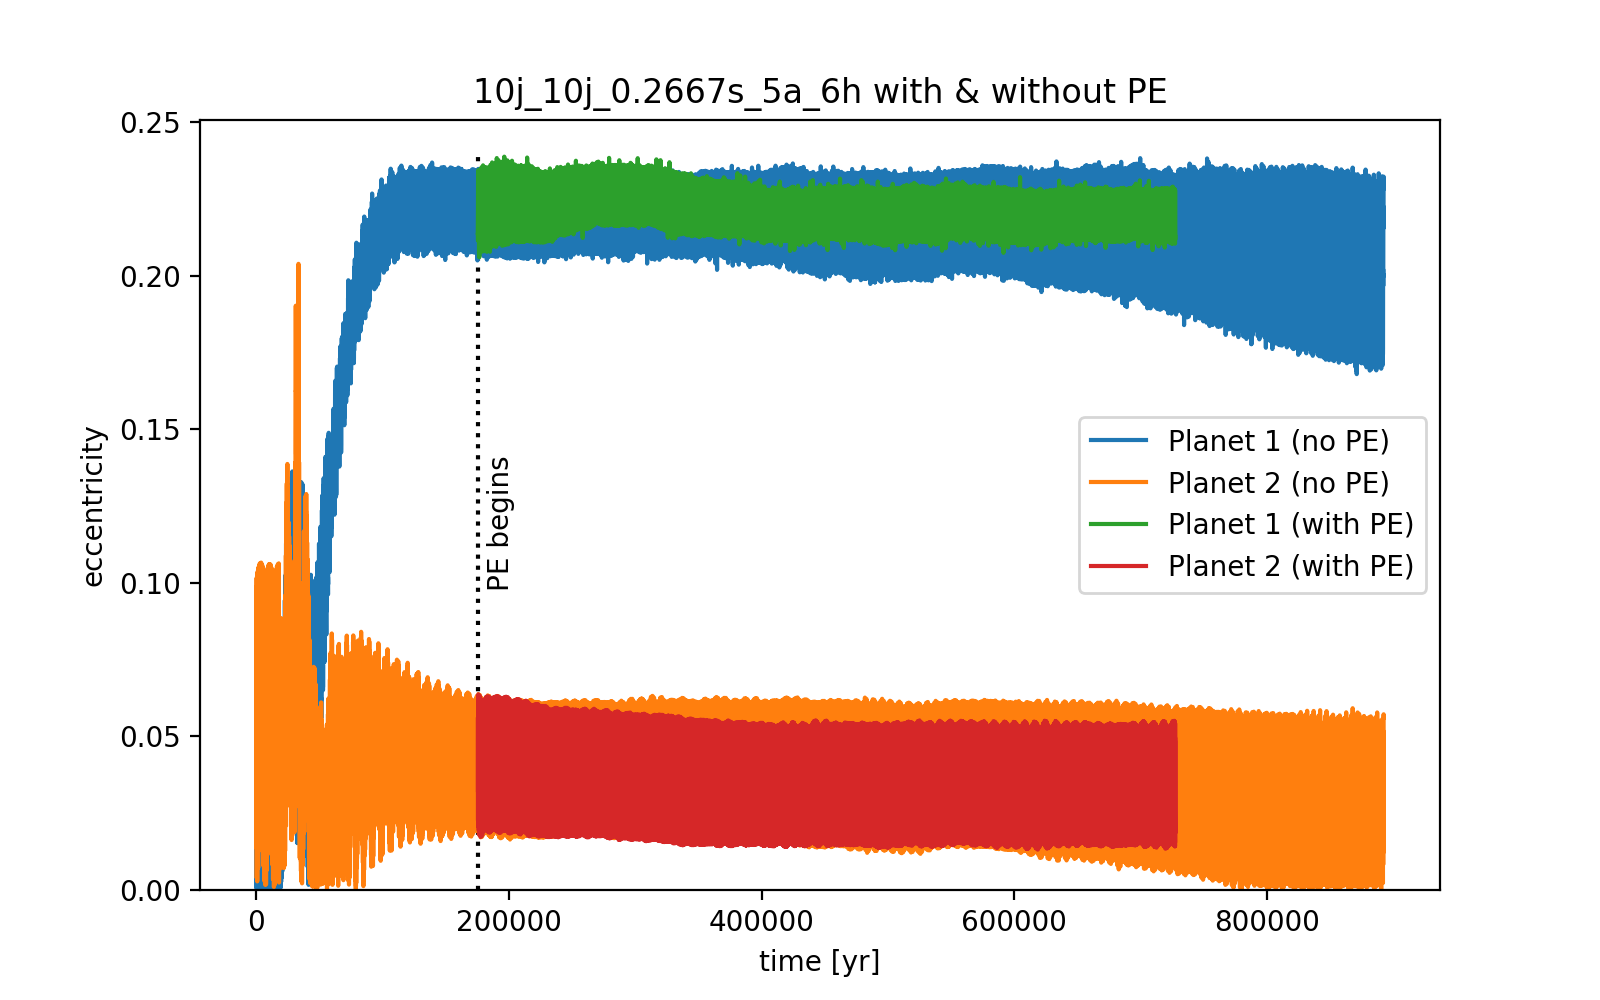 10j_10j_0.2667s_5a_6h with & without PE
0.25
0.20
0.15
0.10
0.05
0.00
eccentricity
PE begins
Planet 1 (no PE)
Planet 2 (no PE)
Planet 1 (with PE)
Planet 2 (with PE)
0 200000 400000 600000 800000
time [yr]